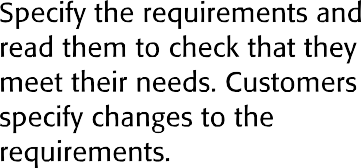 Specify the requirements and
read them to check that they
meet their needs. Customers
specify changes to the
requirements.